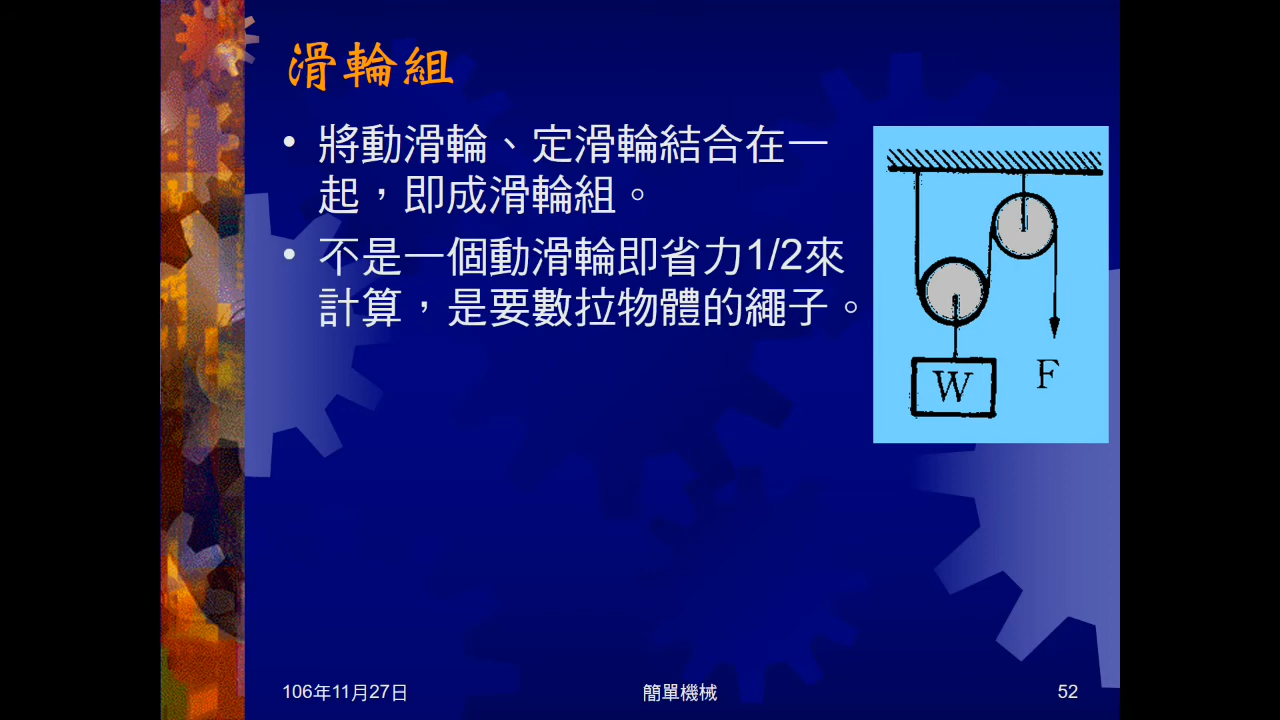 滑輪組
• 將動滑輪、定滑輪結合在一
起，即成滑輪組。
• 不是一個動滑輪即省力1/2來
計算，是要數拉物體的繩子。
W
F
106年11月27日
簡單機械
52